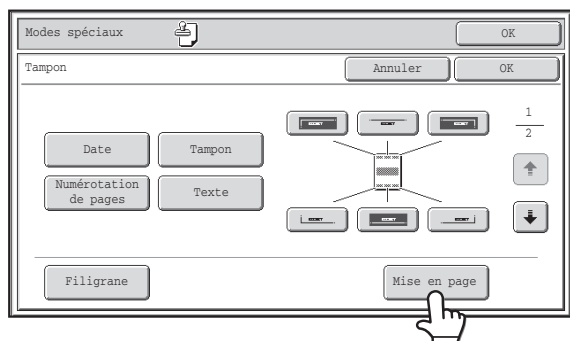 Modes spéciaux
OK
Tampon
Annuler
OK
1
2
Date
Tampon
Numérotation
de pages
Texte
Filigrane
Mise en page